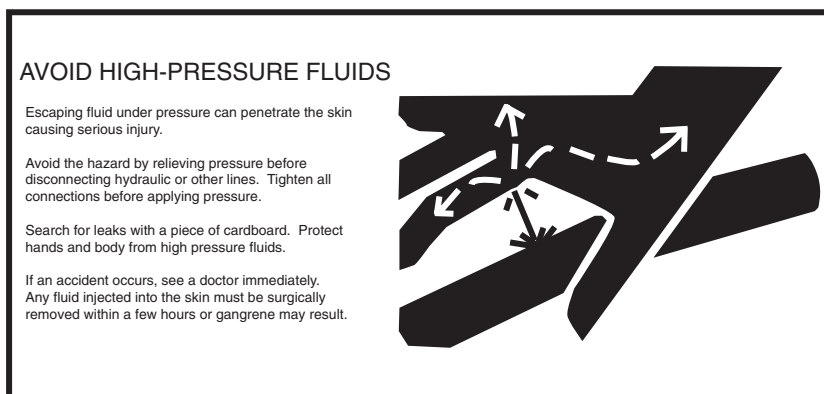 AVOID HIGH-PRESSURE FLUIDS
Escaping fluid under pressure can penetrate the skin
causing serious injury.
Avoid the hazard by relieving pressure before
disconnecting hydraulic or other lines.  Tighten all
connections before applying pressure.
Search for leaks with a piece of cardboard.  Protect
hands and body from high pressure fluids.
If an accident occurs, see a doctor immediately.
Any fluid injected into the skin must be surgically
removed within a few hours or gangrene may result.